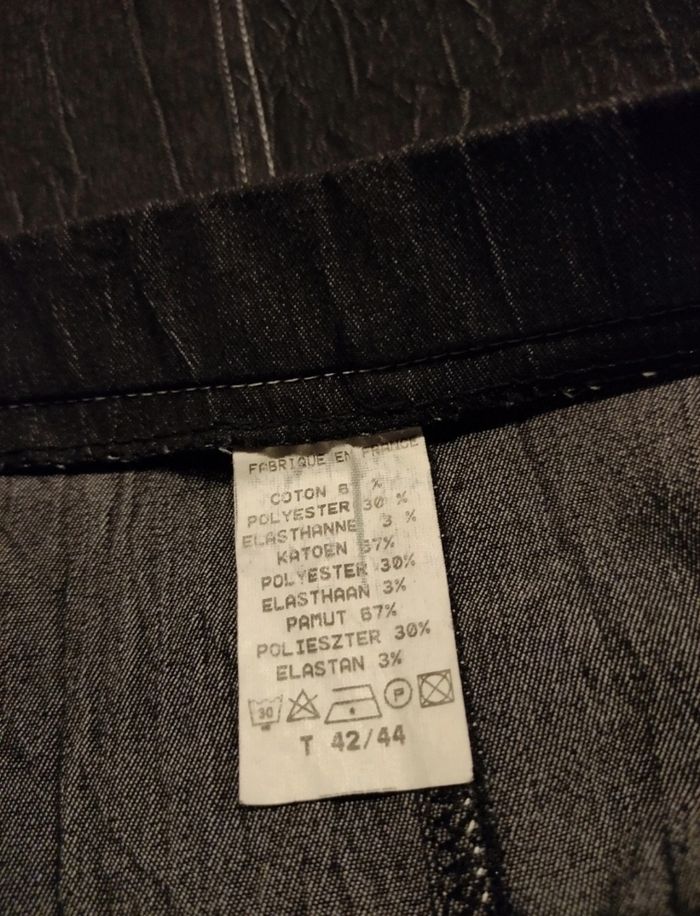 FABRIQUE EN FRANCE
COTON 6 %
POLYESTER 30 %
ELASTHANNE 3 %
KATOEN 67%
POLYESTER 30%
ELASTHAAN 3%
PAMUT 67%
POLIESZTER 30%
ELASTAN 3%
30 P
T 42/44